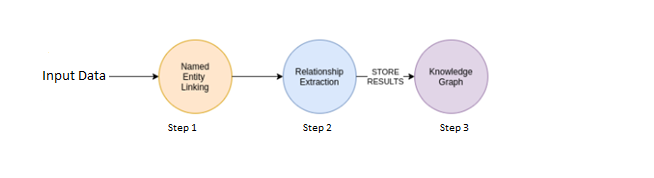 Input Data
Named
Entity
Linking
Relationship
Extraction
STORE
RESULTS
Knowledge
Graph
Step 1
Step 2
Step 3